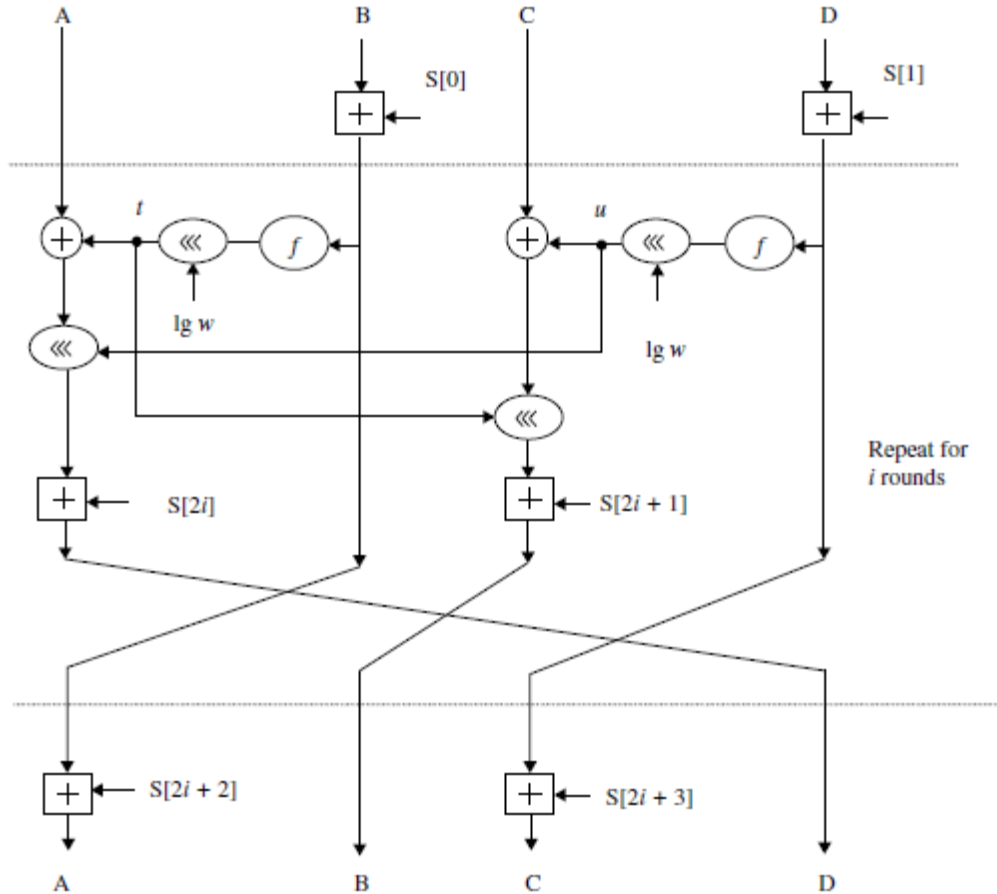 A B C D
S[0] S[1]
t u
<<< f <<< f
lg w
lg w
<<<
<<<
Repeat for
i rounds
S[2i] S[2i + 1]
S[2i + 2] S[2i + 3]
A B C D